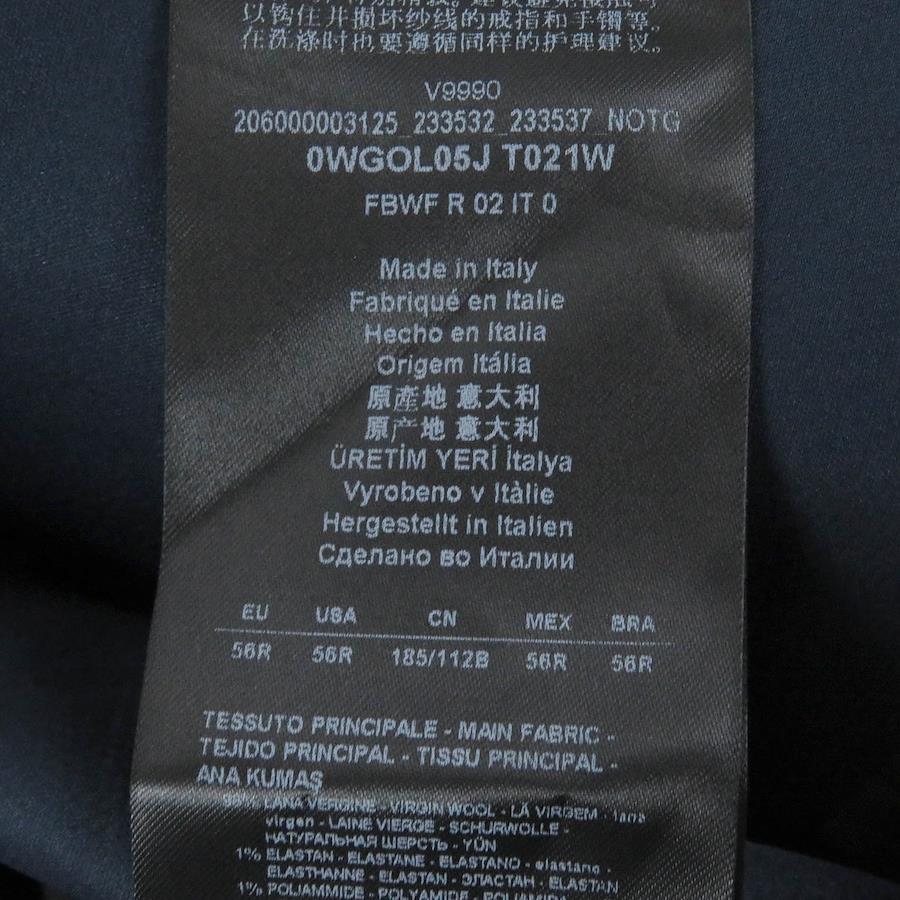 以钩住并损坏纱线的戒指和手镯等。
在洗涤时也要遵循同样的护理建议。
V9990
206000003125_233532_233537_NOTG
0WGOL05J T021W
FBWF R 02 IT 0
Made in Italy
Fabriqué en Italie
Hecho en Italia
Origem Itália
原產地 意大利
原产地 意大利
ÜRETİM YERİ İtalya
Vyrobeno v Itàlie
Hergestellt in Italien
Сделано во Италии
EU USA CN MEX BRA
56R 56R 185/112B 56R 56R
TESSUTO PRINCIPALE - MAIN FABRIC -
TEJIDO PRINCIPAL - TISSU PRINCIPAL -
ANA KUMAŞ
LANA VERGINE - VIRGIN WOOL - LÃ VIRGEM - lana
virgen - LAINE VIERGE - SCHURWOLLE -
НАТУРАЛЬНАЯ ШЕРСТЬ - YÜN
1% ELASTAN - ELASTANE - ELASTANO - elastano -
ELASTHANNE - ELASTAN - ЭЛАСТАН - ELASTAN
1% POLIAMMIDE - POLYAMIDE -